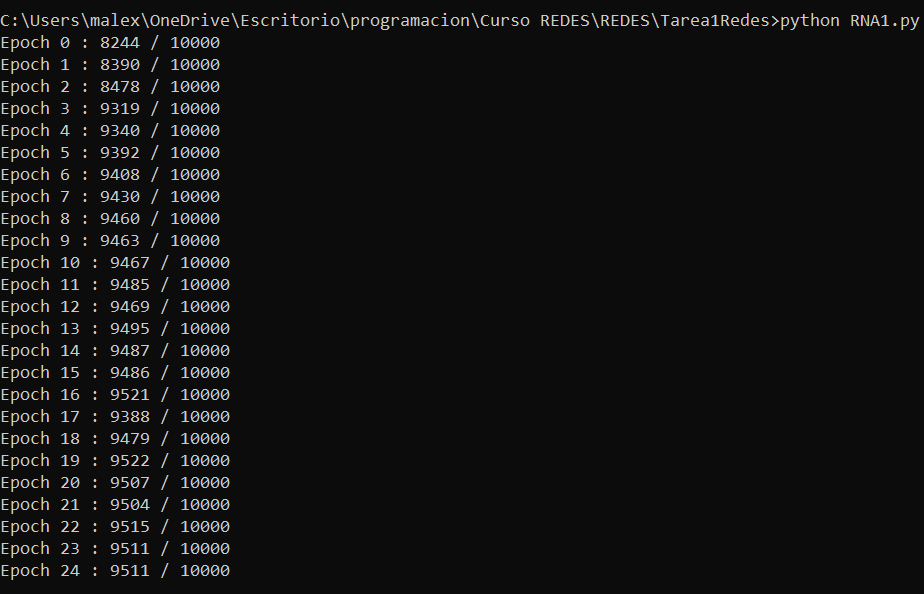 C:\Users\malex\OneDrive\Escritorio\programacion\Curso REDES\REDES\Tarea1Redes>python RNA1.py
Epoch 0 : 8244 / 10000
Epoch 1 : 8390 / 10000
Epoch 2 : 8478 / 10000
Epoch 3 : 9319 / 10000
Epoch 4 : 9340 / 10000
Epoch 5 : 9392 / 10000
Epoch 6 : 9408 / 10000
Epoch 7 : 9430 / 10000
Epoch 8 : 9460 / 10000
Epoch 9 : 9463 / 10000
Epoch 10 : 9467 / 10000
Epoch 11 : 9485 / 10000
Epoch 12 : 9469 / 10000
Epoch 13 : 9495 / 10000
Epoch 14 : 9487 / 10000
Epoch 15 : 9486 / 10000
Epoch 16 : 9521 / 10000
Epoch 17 : 9388 / 10000
Epoch 18 : 9479 / 10000
Epoch 19 : 9522 / 10000
Epoch 20 : 9507 / 10000
Epoch 21 : 9504 / 10000
Epoch 22 : 9515 / 10000
Epoch 23 : 9511 / 10000
Epoch 24 : 9511 / 10000